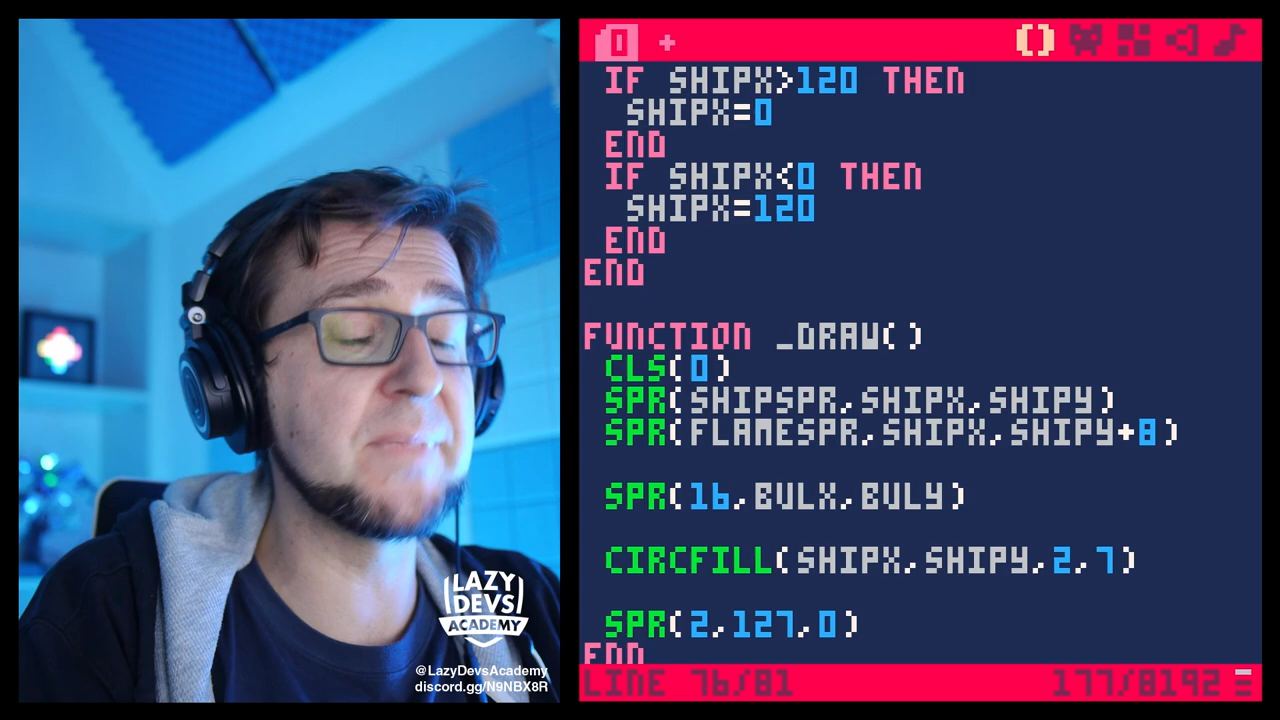 0 +
IF SHIPX>120 THEN
SHIPX=0
END
IF SHIPX<0 THEN
SHIPX=120
END
END
FUNCTION _DRAW()
CLS(0)
SPR(SHIPSPR,SHIPX,SHIPY)
SPR(FLAMESPR,SHIPX,SHIPY+8)
SPR(16,BULX,BULY)
CIRCFILL(SHIPX,SHIPY,2,7)
SPR(2,127,0)
END
LINE 76/81 177/8192
LAZY
DEVS
ACADEMY
@LazyDevsAcademy
discord.gg/N9NBX8R